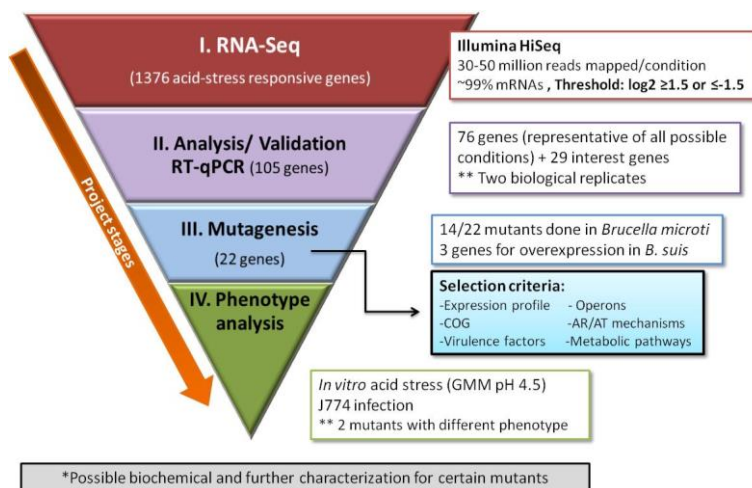 I. RNA-Seq
(1376 acid-stress responsive genes)
Illumina HiSeq
30-50 million reads mapped/condition
~99% mRNAs , Threshold: log2 ≥1.5 or ≤-1.5
II. Analysis/ Validation
RT-qPCR (105 genes)
76 genes (representative of all possible
conditions) + 29 interest genes
** Two biological replicates
Project stages
III. Mutagenesis
(22 genes)
14/22 mutants done in Brucella microti
3 genes for overexpression in B. suis
Selection criteria:
-Expression profile - Operons
-COG -AR/AT mechanisms
-Virulence factors -Metabolic pathways
IV. Phenotype
analysis
In vitro acid stress (GMM pH 4.5)
J774 infection
** 2 mutants with different phenotype
*Possible biochemical and further characterization for certain mutants